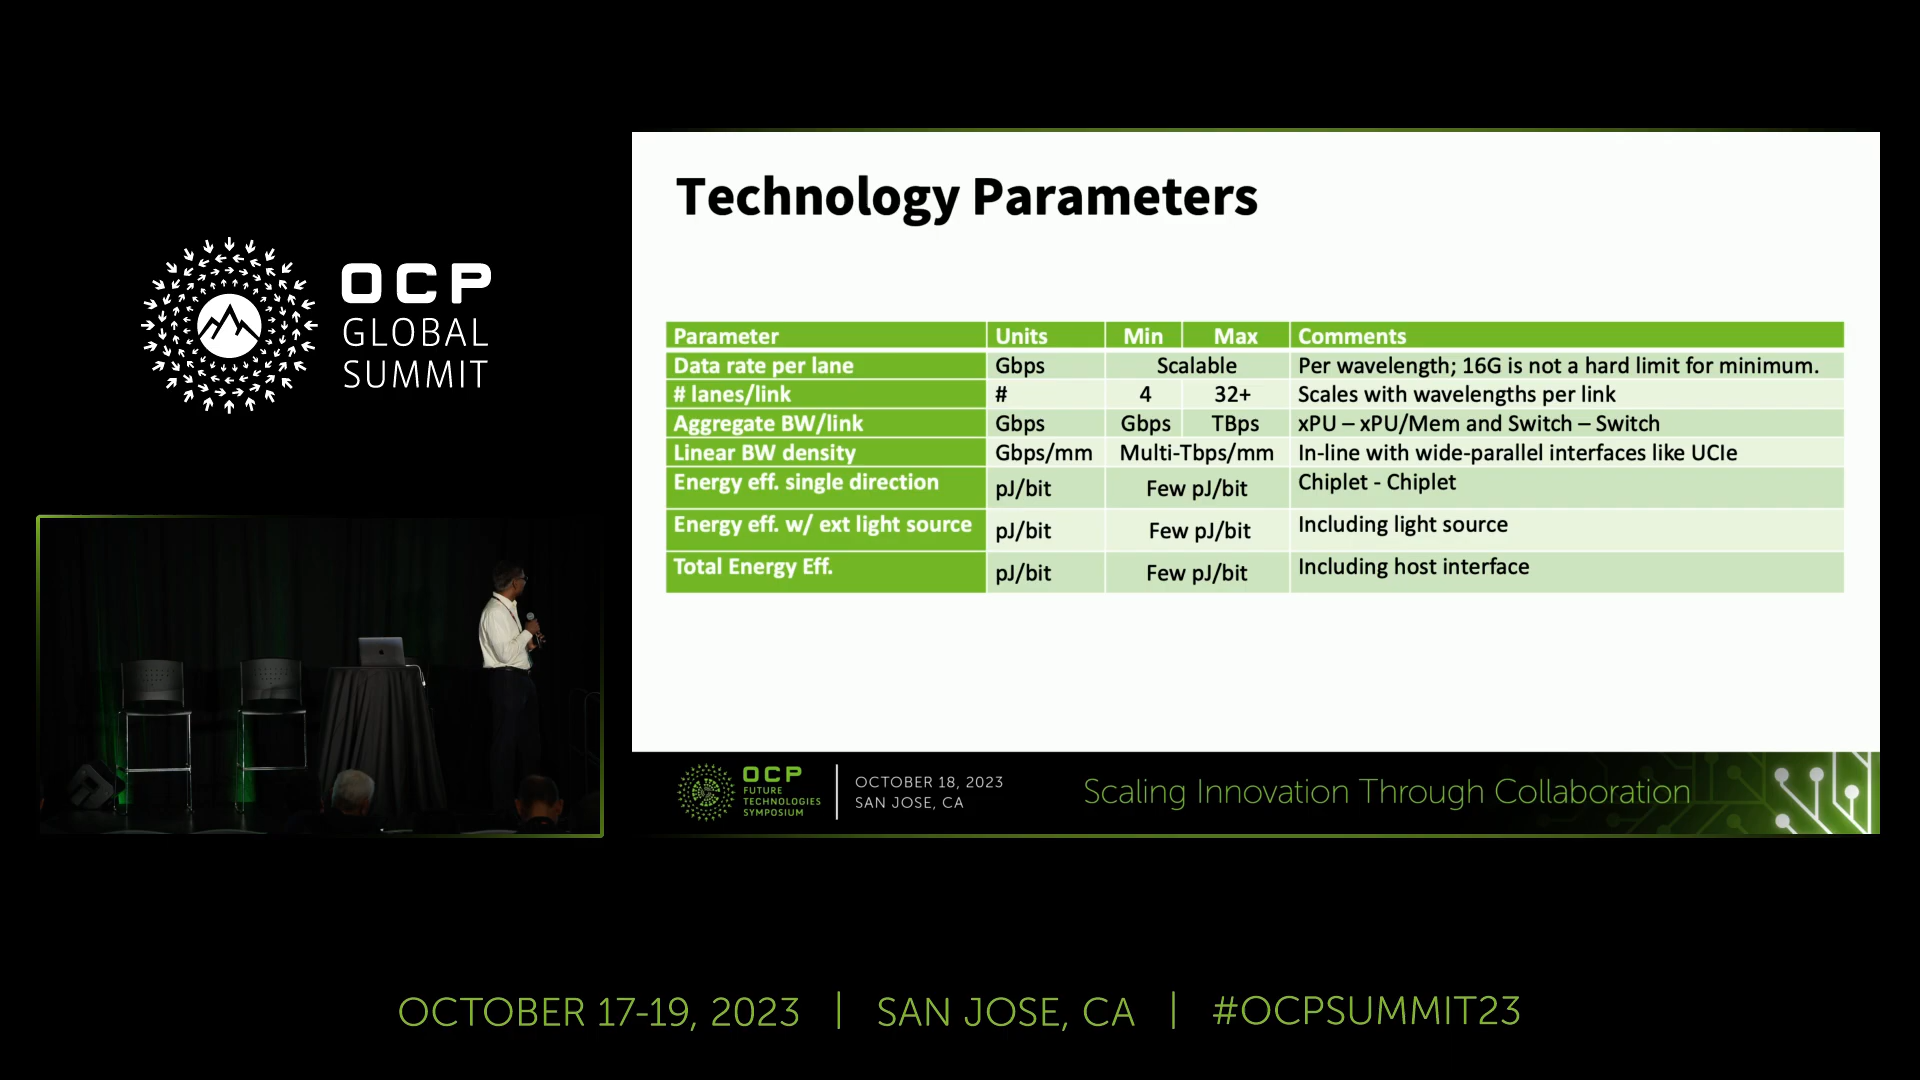 OCP
GLOBAL
SUMMIT
Technology Parameters
Parameter Units Min Max Comments
Data rate per lane Gbps Scalable Per wavelength; 16G is not a hard limit for minimum.
# lanes/link # 4 32+ Scales with wavelengths per link
Aggregate BW/link Gbps Gbps TBps xPU – xPU/Mem and Switch – Switch
Linear BW density Gbps/mm Multi-Tbps/mm In-line with wide-parallel interfaces like UCIe
Energy eff. single direction pJ/bit Few pJ/bit Chiplet - Chiplet
Energy eff. w/ ext light source pJ/bit Few pJ/bit Including light source
Total Energy Eff. pJ/bit Few pJ/bit Including host interface
OCP
FUTURE
TECHNOLOGIES
SYMPOSIUM
OCTOBER 18, 2023
SAN JOSE, CA
Scaling Innovation Through Collaboration
OCTOBER 17-19, 2023 | SAN JOSE, CA | #OCPSUMMIT23